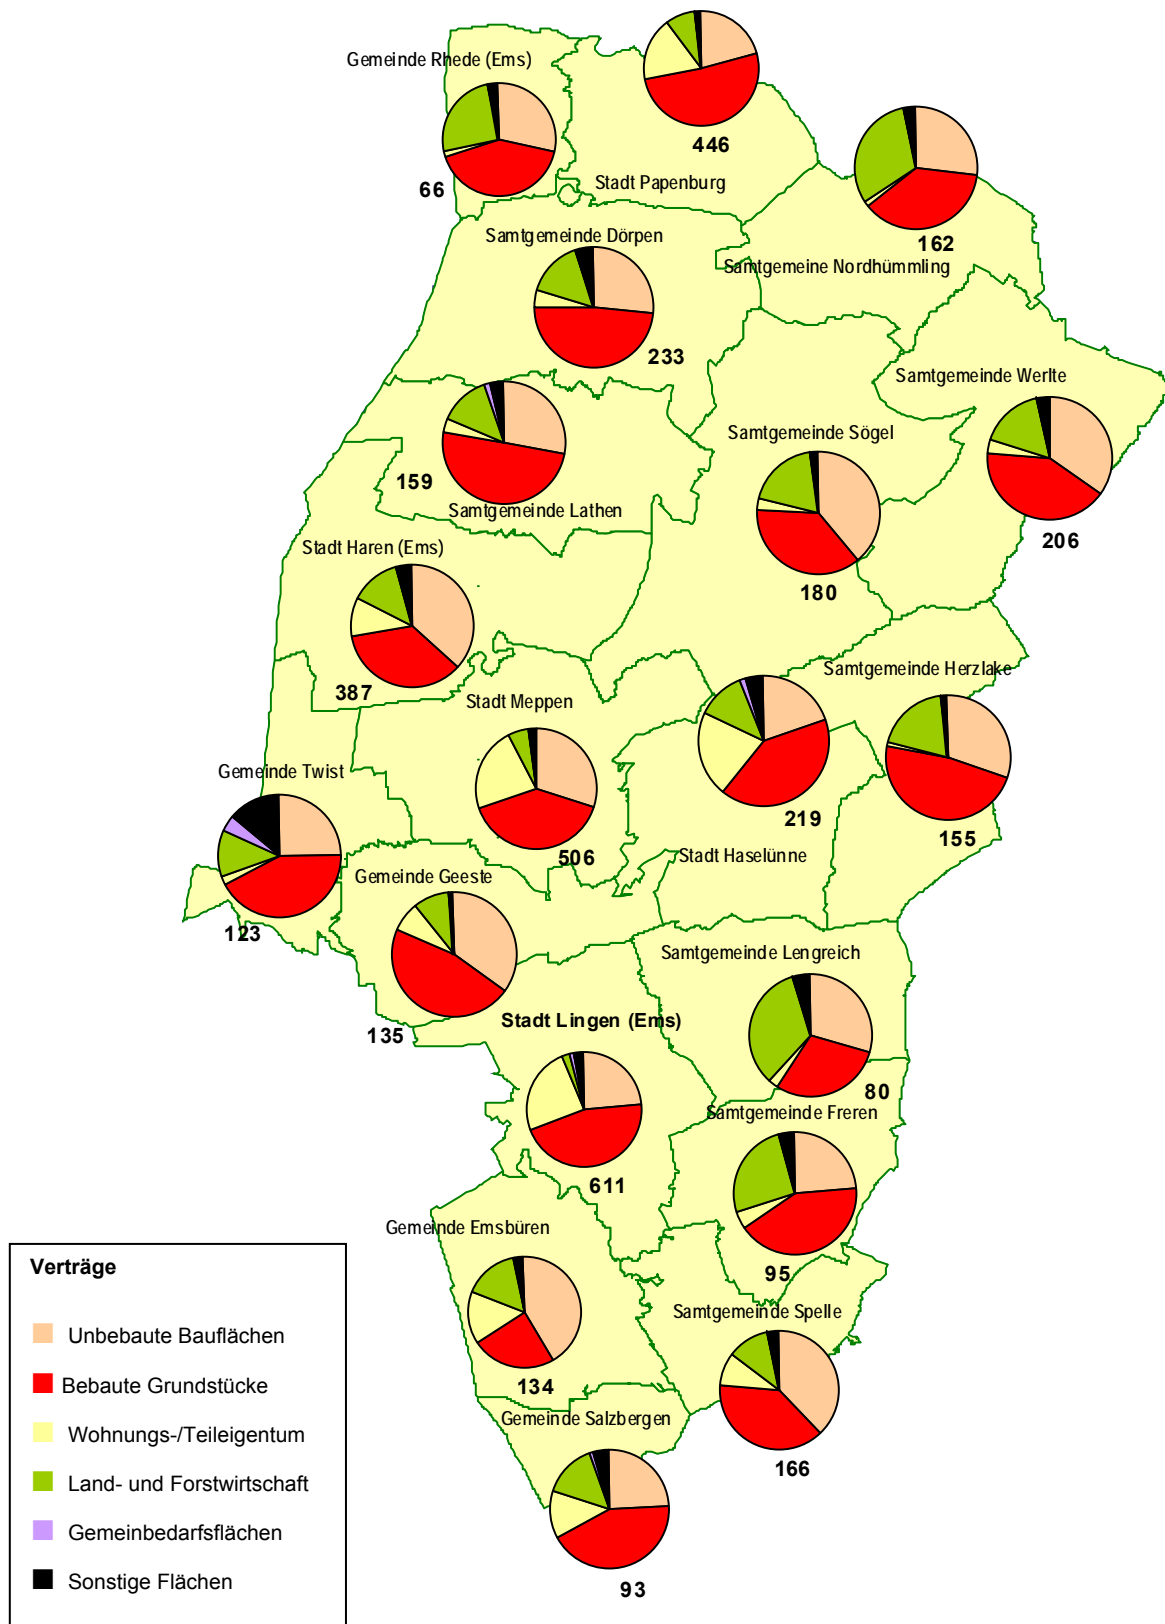 Gemeinde Rhede (Ems)
446
66
Stadt Papenburg
162
Samtgemeinde Dörpen
Samtgemeine Nordhümmling
233
Samtgemeinde Werlte
Samtgemeinde Sögel
159
Samtgemeinde Lathen
206
Stadt Haren (Ems)
180
Samtgemeinde Herzlake
387
Stadt Meppen
Gemeinde Twist
219
155
506
Stadt Haselünne
Gemeinde Geeste
123
Samtgemeinde Lengreich
135
Stadt Lingen (Ems)
80
Samtgemeinde Freren
611
Gemeinde Emsbüren
95
Samtgemeinde Spelle
134
Gemeinde Salzbergen
166
93
Verträge
Unbebaute Bauflächen
Bebaute Grundstücke
Wohnungs-/Teileigentum
Land- und Forstwirtschaft
Gemeinbedarfsflächen
Sonstige Flächen